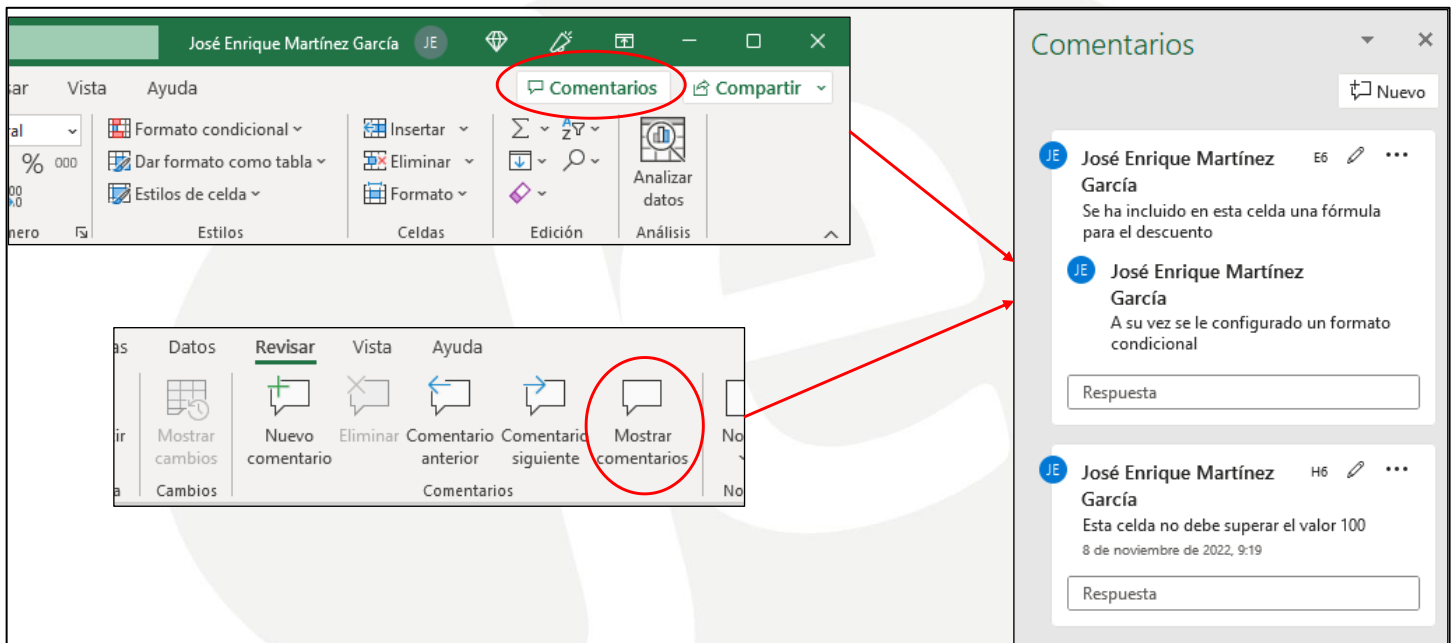 José Enrique Martínez García JE
sar Vista Ayuda Comentarios Compartir
ral Formato condicional Insertar
% 000 Dar formato como tabla Eliminar
Estilos de celda Formato
Analizar
datos
mero Estilos Celdas Edición Análisis
as Datos Revisar Vista Ayuda
ir Mostrar
cambios
Nuevo
comentario
Eliminar
Comentario
anterior
Comentario
siguiente
Mostrar
comentarios
No
a Cambios Comentarios No
Comentarios
Nuevo
JE José Enrique Martínez E6
García
Se ha incluido en esta celda una fórmula
para el descuento
JE José Enrique Martínez
García
A su vez se le configurado un formato
condicional
Respuesta
JE José Enrique Martínez H6
García
Esta celda no debe superar el valor 100
8 de noviembre de 2022, 9:19
Respuesta